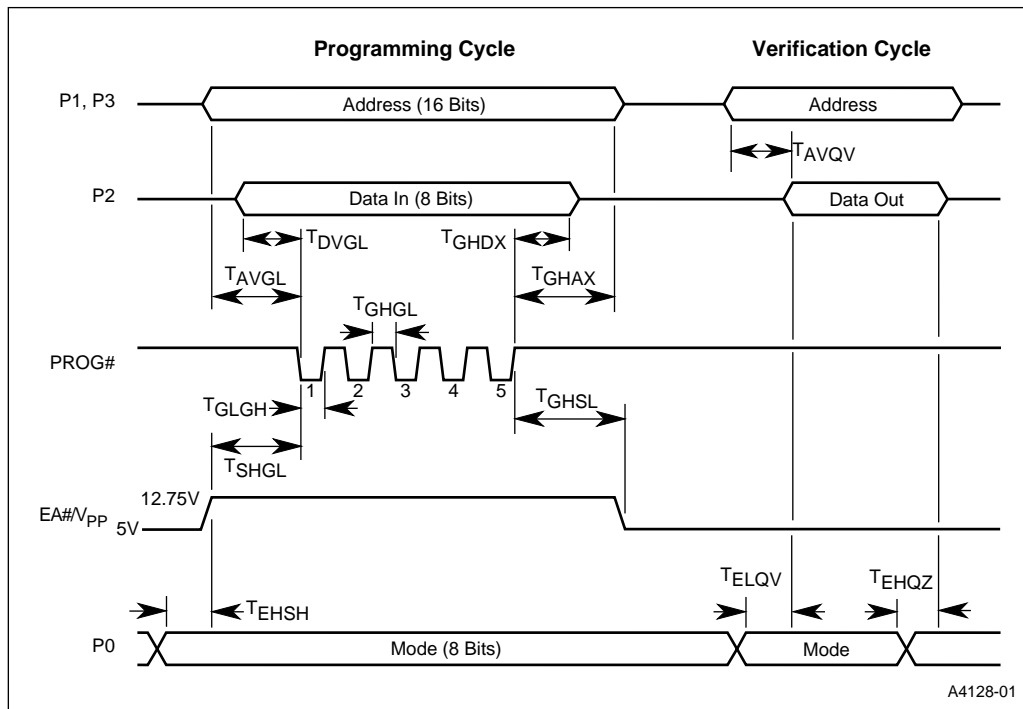 Programming Cycle Verification Cycle
P1, P3 Address (16 Bits) Address
TAVQV
P2 Data In (8 Bits) Data Out
TDVGL TGHDX
TAVGL TGHAX
TGHGL
PROG#
1 2 3 4 5
TGLGH TGHSL
TSHGL
12.75V
EA#/VPP 5V
TELQV TEHQZ
TEHSH
P0 Mode (8 Bits) Mode
A4128-01